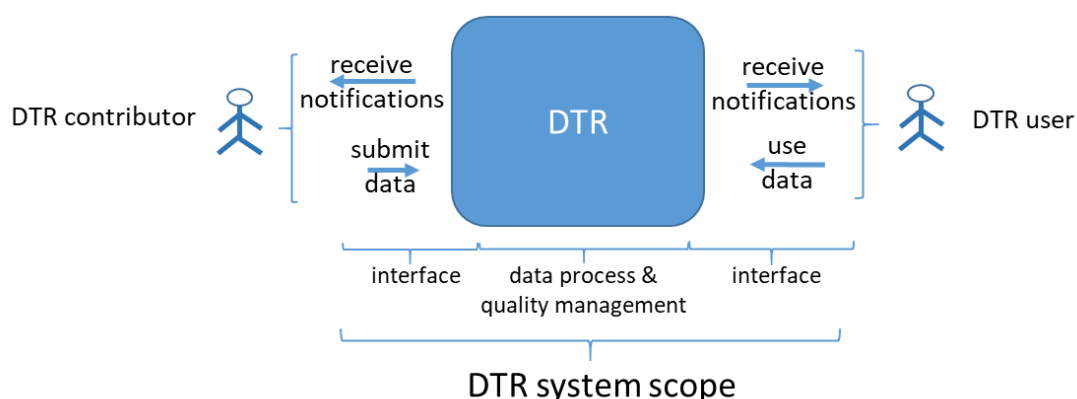 receive
notifications
DTR contributor
submit
data
DTR
receive
notifications
use
data
DTR user
interface
data process &
quality management
interface
DTR system scope